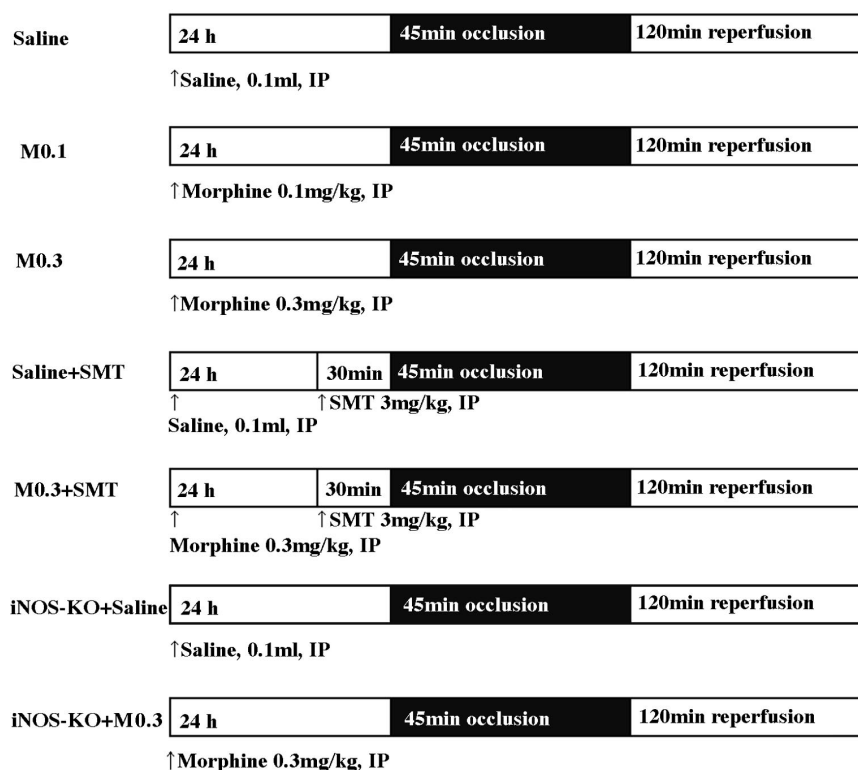 Saline 24 h 45min occlusion 120min reperfusion
↑Saline, 0.1ml, IP
M0.1 24 h 45min occlusion 120min reperfusion
↑Morphine 0.1mg/kg, IP
M0.3 24 h 45min occlusion 120min reperfusion
↑Morphine 0.3mg/kg, IP
Saline+SMT 24 h 30min 45min occlusion 120min reperfusion
↑ ↑SMT 3mg/kg, IP
Saline, 0.1ml, IP
M0.3+SMT 24 h 30min 45min occlusion 120min reperfusion
↑ ↑SMT 3mg/kg, IP
Morphine 0.3mg/kg, IP
iNOS-KO+Saline 24 h 45min occlusion 120min reperfusion
↑Saline, 0.1ml, IP
iNOS-KO+M0.3 24 h 45min occlusion 120min reperfusion
↑Morphine 0.3mg/kg, IP